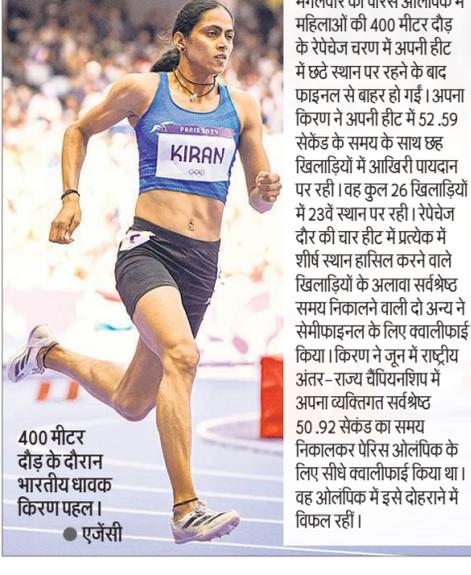 मंगलवार को पेरिस ओलंपिक में
महिलाओं की 400 मीटर दौड़
के रेपेचेज चरण में अपनी हीट
में छठे स्थान पर रहने के बाद
फाइनल से बाहर हो गईं। अपना
किरण ने अपनी हीट में 52 .59
सेकेंड के समय के साथ छह
खिलाड़ियों में आखिरी पायदान
पर रही। वह कुल 26 खिलाड़ियों
में 23वें स्थान पर रही। रेपेचेज
दौर की चार हीट में प्रत्येक में
शीर्ष स्थान हासिल करने वाले
खिलाड़ियों के अलावा सर्वश्रेष्ठ
समय निकालने वाली दो अन्य ने
सेमीफाइनल के लिए क्वालीफाई
किया। किरण ने जून में राष्ट्रीय
अंतर-राज्य चैंपियनशिप में
अपना व्यक्तिगत सर्वश्रेष्ठ
50 .92 सेकंड का समय
निकालकर पेरिस ओलंपिक के
लिए सीधे क्वालीफाई किया था।
वह ओलंपिक में इसे दोहराने में
विफल रहीं।
PARIS 2024
KIRAN
400 मीटर
दौड़ के दौरान
भारतीय धावक
किरण पहल।
● एजेंसी